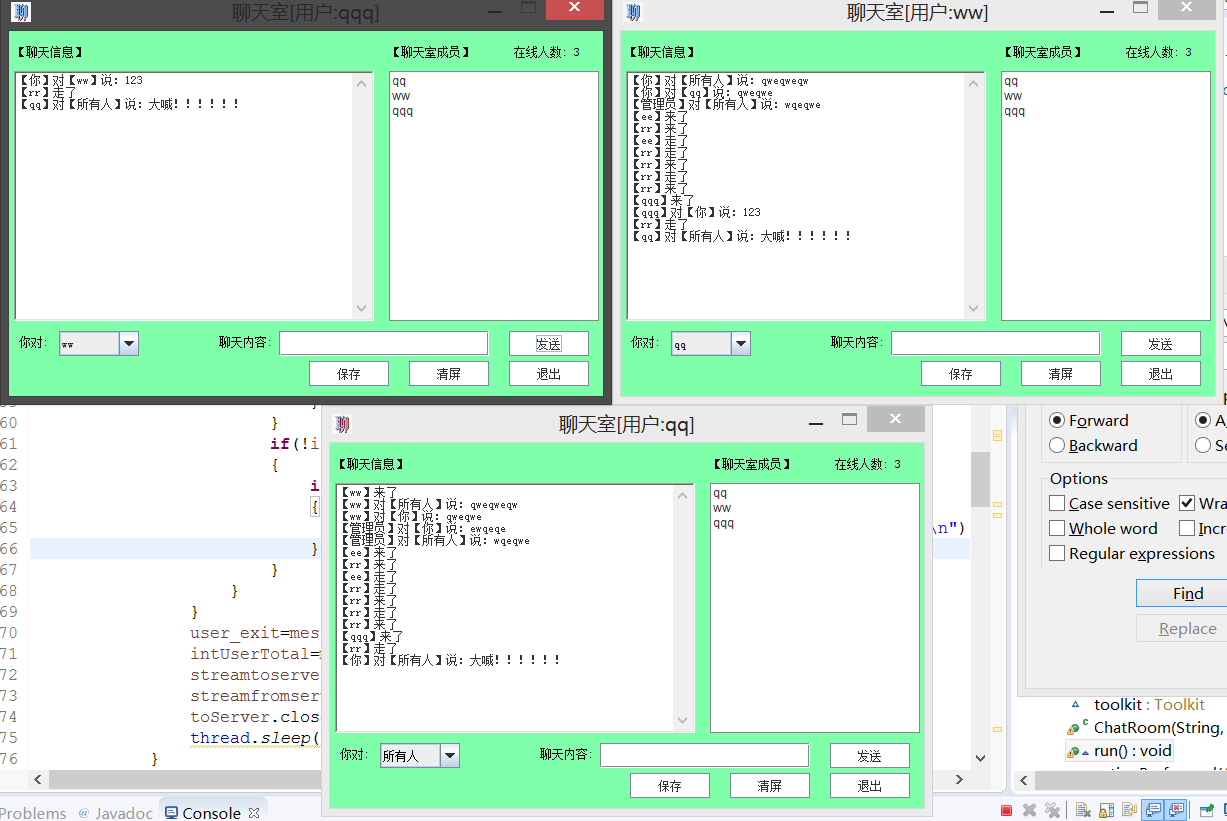 聊天室[用户:qqq]
【聊天信息】
【聊天室成员】
在线人数: 3
【你】对【ww】说: 123
【rr】走了
【qq】对【所有人】说: 大喊! ! ! ! ! !
qq
ww
qqq
你对:
ww
聊天内容:
发送
保存
清屏
退出
聊天室[用户:ww]
【聊天信息】
【聊天室成员】
在线人数: 3
【你】对【所有人】说: qweqweqw
【你】对【qq】说: qweqwe
【管理员】对【所有人】说: wqeqwe
【ee】来了
【rr】来了
【ee】走了
【rr】走了
【rr】来了
【rr】走了
【rr】来了
【qqq】来了
【qqq】对【你】说: 123
【rr】走了
【qq】对【所有人】说: 大喊! ! ! ! ! !
qq
ww
qqq
你对:
qq
聊天内容:
发送
保存
清屏
退出
聊天室[用户:qq]
【聊天信息】
【聊天室成员】
在线人数: 3
【ww】来了
【ww】对【所有人】说: qweqweqw
【ww】对【你】说: qweqwe
【管理员】对【你】说: ewqeqe
【管理员】对【所有人】说: wqeqwe
【ee】来了
【rr】来了
【ee】走了
【rr】走了
【rr】来了
【rr】走了
【rr】来了
【qqq】来了
【rr】走了
【你】对【所有人】说: 大喊! ! ! ! ! !
qq
ww
qqq
你对:
所有人
聊天内容:
发送
保存
清屏
退出
60 }
61 if(!i
62 {
63 i
64 {
65 \n")
66 }
67 }
68 }
69 }
70 user_exit=mes
71 intUserTotal=
72 streamtoserve
73 streamfromser
74 toServer.clos
75 thread.sleep(
76 }
Forward
Backward
Options
Case sensitive
Wra
Whole word
Incr
Regular expressions
Find
Replace
toolkit : Toolkit
ChatRoom(String,
run() : void
Problems
@ Javadoc
Console